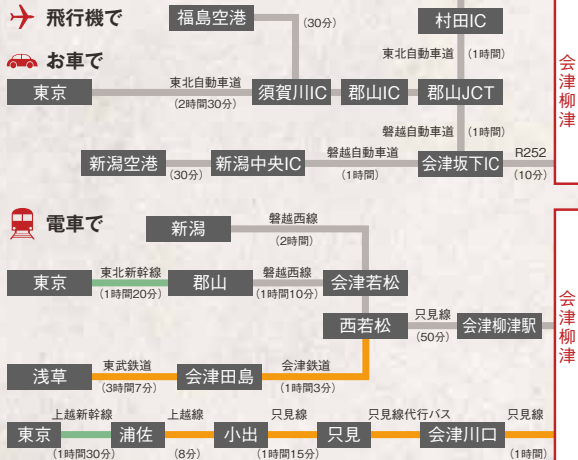 飛行機で
福島空港
(30分)
村田IC
東北自動車道
(1時間)
お車で
東京
東北自動車道
(2時間30分)
須賀川IC
郡山IC
郡山JCT
磐越自動車道
(1時間)
新潟空港
(30分)
新潟中央IC
磐越自動車道
(1時間)
会津坂下IC
R252
(10分)
会津柳津
電車で
新潟
磐越西線
(2時間)
東京
東北新幹線
(1時間20分)
郡山
磐越西線
(1時間10分)
会津若松
西若松
只見線
(50分)
会津柳津駅
会津柳津
浅草
東武鉄道
(3時間7分)
会津田島
会津鉄道
(1時間3分)
東京
上越新幹線
(1時間30分)
浦佐
上越線
(8分)
小出
只見線
(1時間15分)
只見
只見線代行バス
会津川口
只見線
(1時間)